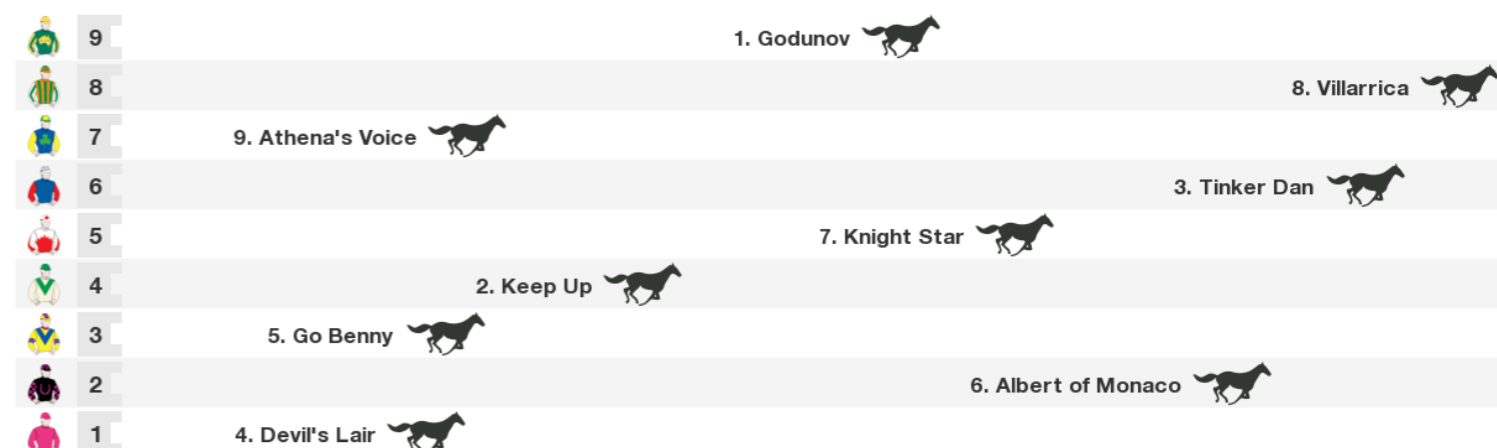 9 1. Godunov
8 8. Villarrica
7 9. Athena's Voice
6 3. Tinker Dan
5 7. Knight Star
4 2. Keep Up
3 5. Go Benny
2 6. Albert of Monaco
1 4. Devil's Lair